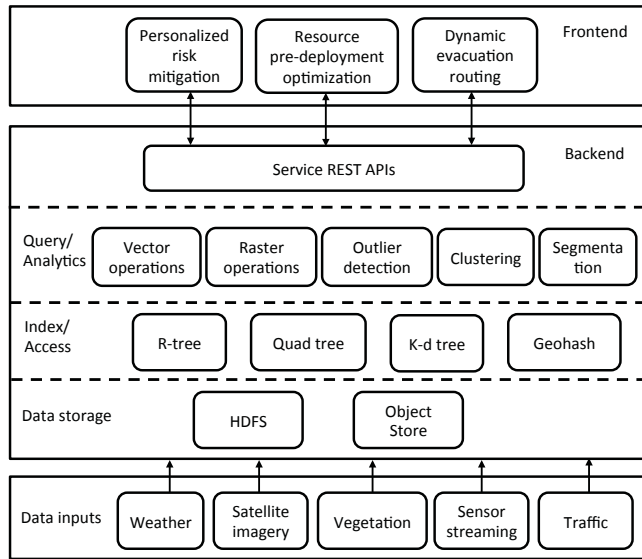 Personalized
risk
mitigation
Resource
pre-deployment
optimization
Dynamic
evacuation
routing
Frontend
Backend
Service REST APIs
Query/
Analytics
Vector
operations
Raster
operations
Outlier
detection
Clustering
Segmenta
tion
Index/
Access
R-tree
Quad tree
K-d tree
Geohash
Data storage
HDFS
Object
Store
Data inputs
Weather
Satellite
imagery
Vegetation
Sensor
streaming
Traffic